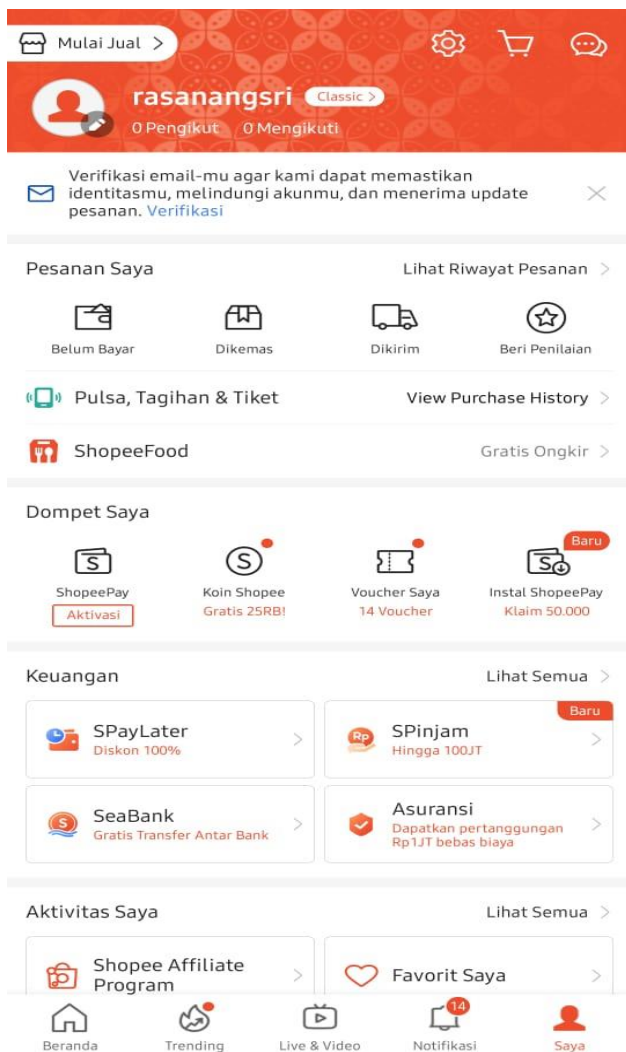 Mulai Jual >
rasanangsri Classic >
0 Pengikut 0 Mengikuti
Verifikasi email-mu agar kami dapat memastikan
identitasmu, melindungi akunmu, dan menerima update
pesanan. Verifikasi
Pesanan Saya Lihat Riwayat Pesanan >
Belum Bayar Dikemas Dikirim Beri Penilaian
Pulsa, Tagihan & Tiket View Purchase History >
ShopeeFood Gratis Ongkir >
Dompet Saya
Baru
ShopeePay Koin Shopee Voucher Saya Instal ShopeePay
Aktivasi Gratis 25RB! 14 Voucher Klaim 50.000
Keuangan Lihat Semua >
Baru
SPayLater
Diskon 100%
SPinjam
Hingga 100JT
SeaBank
Gratis Transfer Antar Bank
Asuransi
Dapatkan pertanggungan
Rp1JT bebas biaya
Aktivitas Saya Lihat Semua >
Shopee Affiliate
Program
Favorit Saya
14
Beranda Trending Live & Video Notifikasi Saya